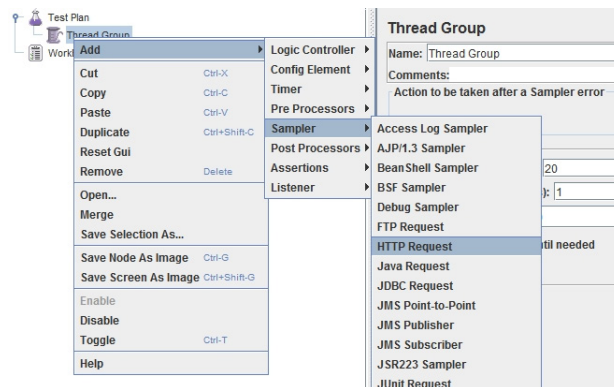 Test Plan
Thread Group
Work
Add
Cut Ctrl-X
Copy Ctrl-C
Paste Ctrl-V
Duplicate Ctrl+Shift-C
Reset Gui
Remove Delete
Open...
Merge
Save Selection As...
Save Node As Image Ctrl-G
Save Screen As Image Ctrl+Shift-G
Enable
Disable
Toggle Ctrl-T
Help
Logic Controller
Config Element
Timer
Pre Processors
Sampler
Post Processors
Assertions
Listener
Access Log Sampler
AJP/1.3 Sampler
BeanShell Sampler
BSF Sampler
Debug Sampler
FTP Request
HTTP Request
Java Request
JDBC Request
JMS Point-to-Point
JMS Publisher
JMS Subscriber
JSR223 Sampler
JUnit Request
Thread Group
Name: Thread Group
Comments:
Action to be taken after a Sampler error
20
): 1
until needed